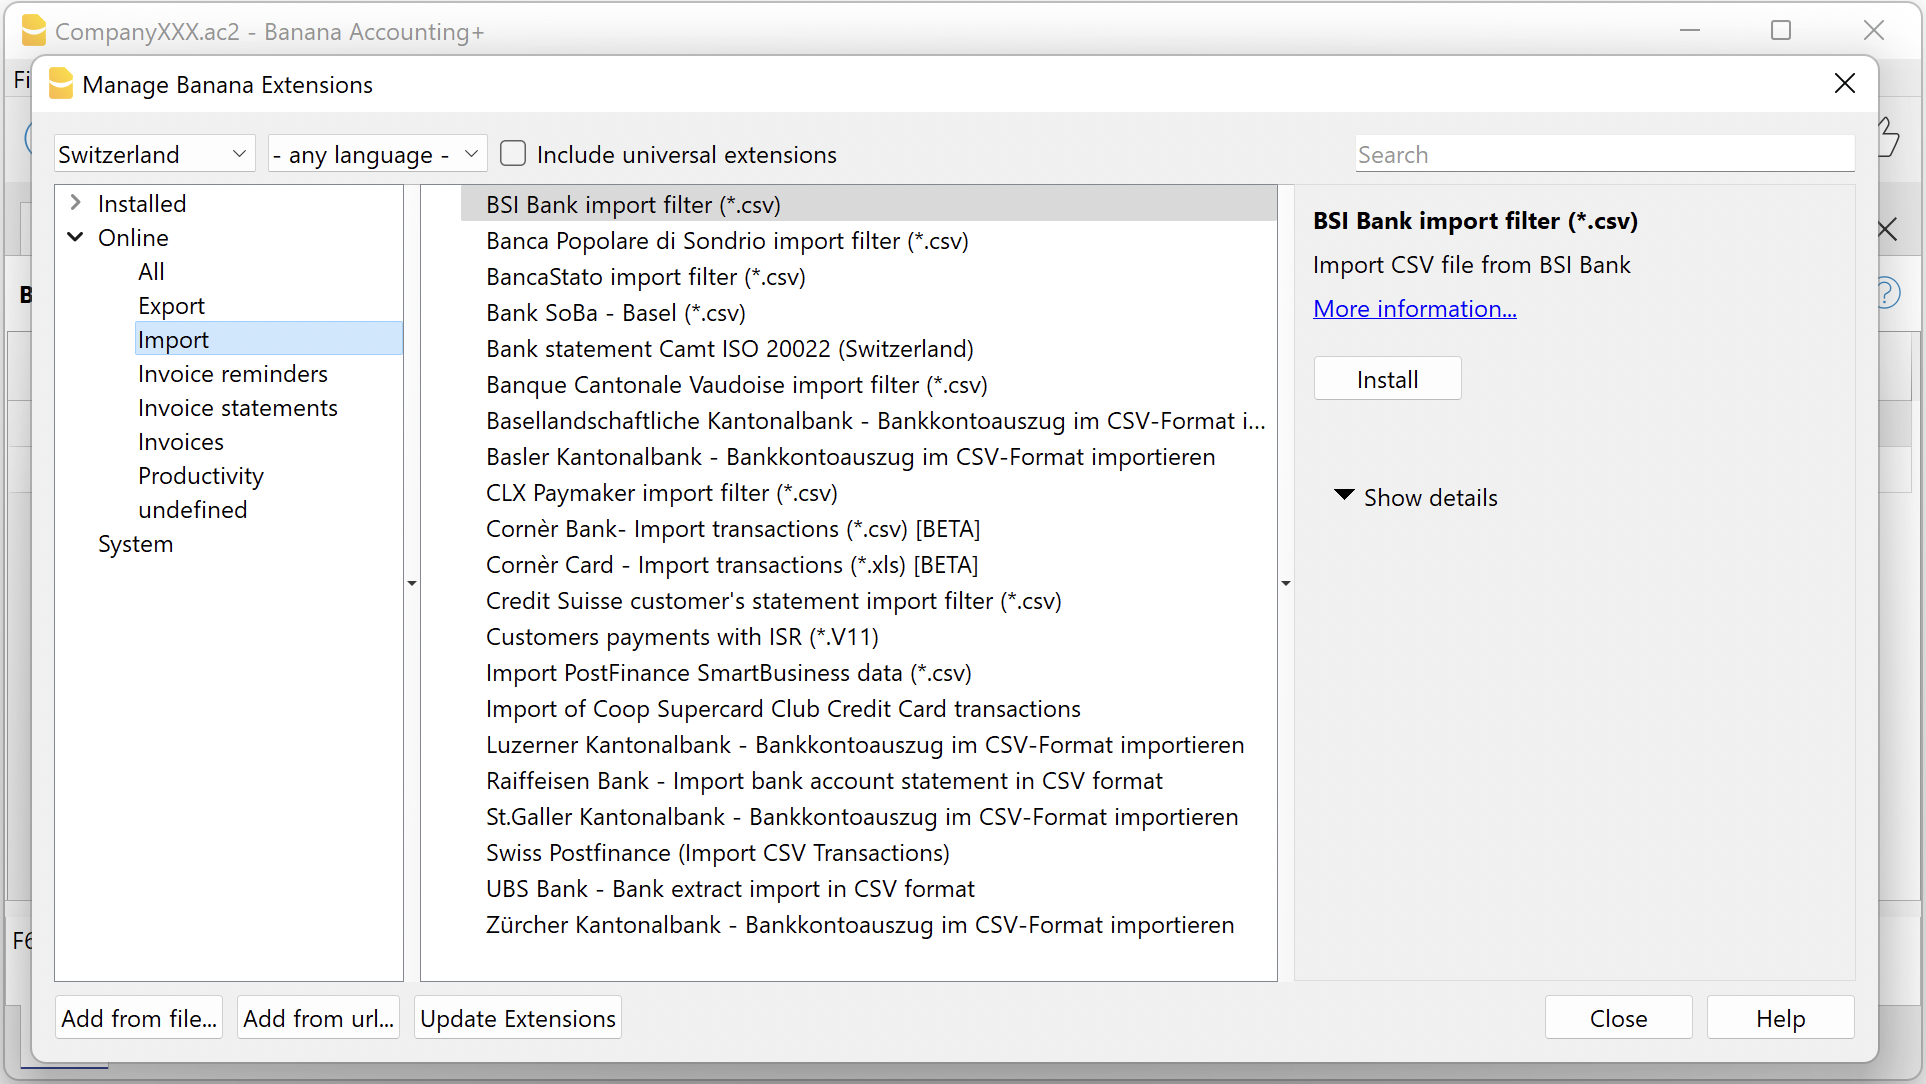 CompanyXXX.ac2 - Banana Accounting+
Fi
Manage Banana Extensions
Switzerland
- any language -
Include universal extensions
Search
Installed
Online
All
Export
Import
Invoice reminders
Invoice statements
Invoices
Productivity
undefined
System
BSI Bank import filter (*.csv)
Banca Popolare di Sondrio import filter (*.csv)
BancaStato import filter (*.csv)
Bank SoBa - Basel (*.csv)
Bank statement Camt ISO 20022 (Switzerland)
Banque Cantonale Vaudoise import filter (*.csv)
Basellandschaftliche Kantonalbank - Bankkontoauszug im CSV-Format i...
Basler Kantonalbank - Bankkontoauszug im CSV-Format importieren
CLX Paymaker import filter (*.csv)
Cornèr Bank- Import transactions (*.csv) [BETA]
Cornèr Card - Import transactions (*.xls) [BETA]
Credit Suisse customer's statement import filter (*.csv)
Customers payments with ISR (*.V11)
Import PostFinance SmartBusiness data (*.csv)
Import of Coop Supercard Club Credit Card transactions
Luzerner Kantonalbank - Bankkontoauszug im CSV-Format importieren
Raiffeisen Bank - Import bank account statement in CSV format
St.Galler Kantonalbank - Bankkontoauszug im CSV-Format importieren
Swiss Postfinance (Import CSV Transactions)
UBS Bank - Bank extract import in CSV format
Zürcher Kantonalbank - Bankkontoauszug im CSV-Format importieren
BSI Bank import filter (*.csv)
Import CSV file from BSI Bank
More information...
Install
Show details
B
F6
Add from file...
Add from url...
Update Extensions
Close
Help